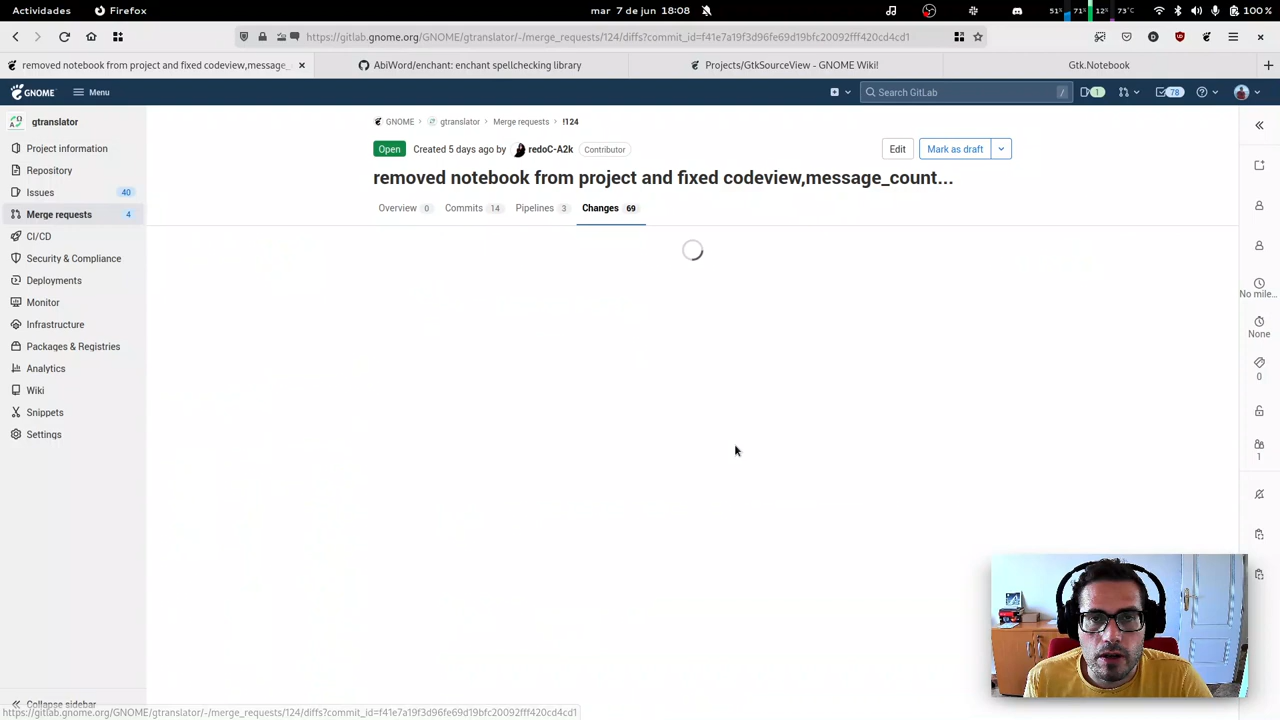 Actividades
Firefox
mar 7 de jun 18:08
51%
71%
12%
73°C
100 %
https://gitlab.gnome.org/GNOME/gtranslator/-/merge_requests/124/diffs?commit_id=f41e7a19f3d96fe69d19bfc20092fff420cd4cd1
removed notebook from project and fixed codeview,message_
AbiWord/enchant: enchant spellchecking library
Projects/GtkSourceView - GNOME Wiki!
Gtk.Notebook
GNOME
Menu
Search GitLab
/
1
78
gtranslator
GNOME
gtranslator
Merge requests
!124
Project information
Open
Created 5 days ago by
redoC-A2k
Contributor
Edit
Mark as draft
Repository
removed notebook from project and fixed codeview,message_count...
Issues
40
Overview 0
Commits 14
Pipelines 3
Changes 69
Merge requests
4
CI/CD
Security & Compliance
Deployments
Monitor
Infrastructure
Packages & Registries
Analytics
Wiki
Snippets
Settings
No mile...
None
0
1
Collapse sidebar
https://gitlab.gnome.org/GNOME/gtranslator/-/merge_requests/124/diffs?commit_id=f41e7a19f3d96fe69d19bfc20092fff420cd4cd1